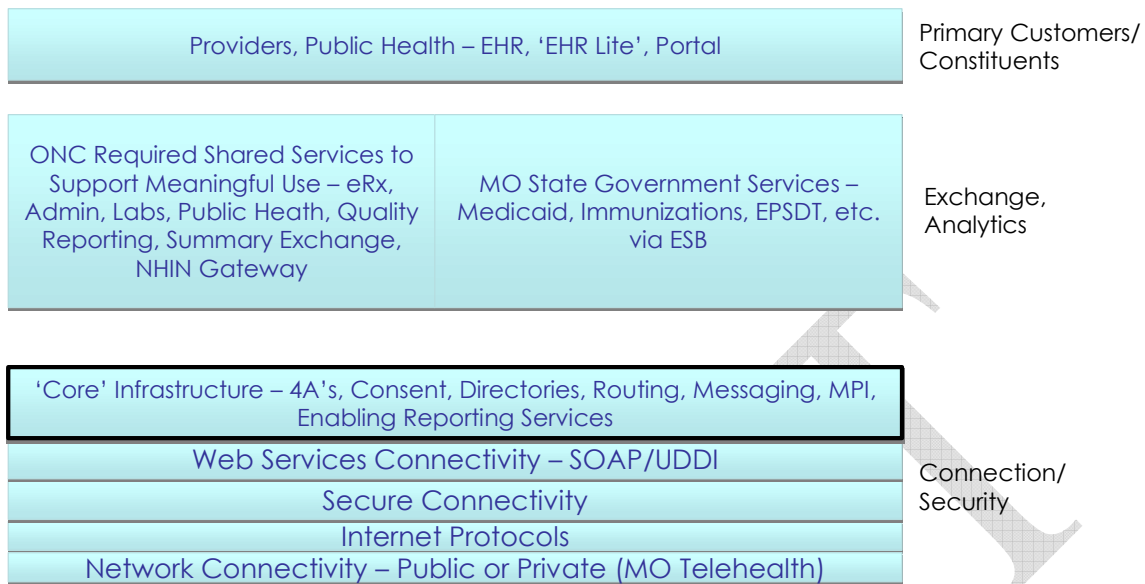 Providers, Public Health – EHR, ‘EHR Lite’, Portal
Primary Customers/
Constituents
ONC Required Shared Services to
Support Meaningful Use – eRx,
Admin, Labs, Public Heath, Quality
Reporting, Summary Exchange,
NHIN Gateway
MO State Government Services –
Medicaid, Immunizations, EPSDT, etc.
via ESB
Exchange,
Analytics
‘Core’ Infrastructure – 4A’s, Consent, Directories, Routing, Messaging, MPI,
Enabling Reporting Services
Web Services Connectivity – SOAP/UDDI
Secure Connectivity
Internet Protocols
Network Connectivity – Public or Private (MO Telehealth)
Connection/
Security